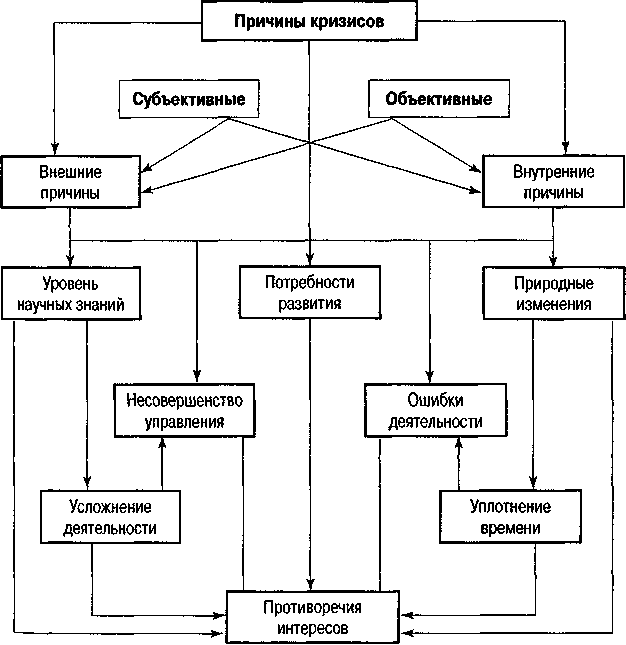 Причины кризисов
Субъективные
Объективные
Внешние
причины
Внутренние
причины
Уровень
научных знаний
Потребности
развития
Природные
изменения
Несовершенство
управления
Ошибки
деятельности
Усложнение
деятельности
Уплотнение
времени
Противоречия
интересов